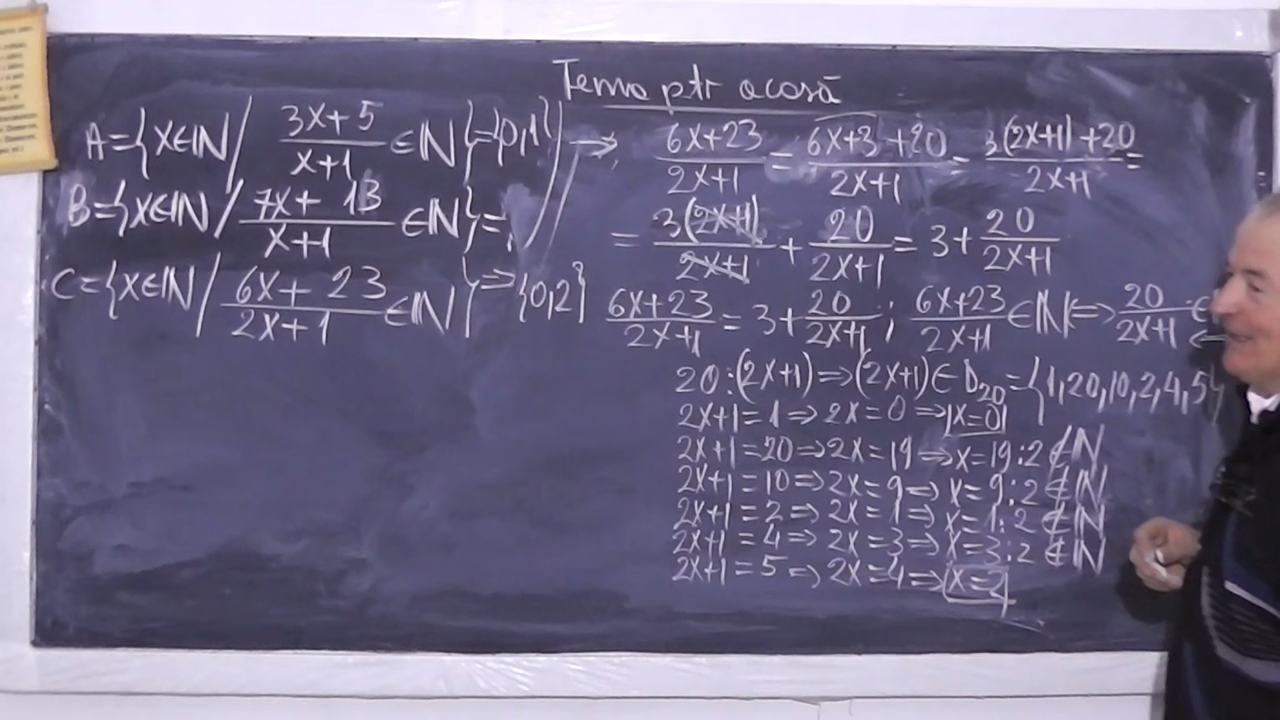 Tema ptr acasă
A={x∈ℕ/ (3x+5)/(x+1) ∈ℕ}={0,1}
B={x∈ℕ/ (7x+13)/(x+1) ∈ℕ}=
C={x∈ℕ/ (6x+23)/(2x+1) ∈ℕ}⇒{0,2}
→ (6x+23)/(2x+1) = (6x+3+20)/(2x+1) = (3(2x+1)+20)/(2x+1) =
= 3(2x+1)/(2x+1) + 20/(2x+1) = 3+ 20/(2x+1)
(6x+23)/(2x+1) = 3+ 20/(2x+1) ; (6x+23)/(2x+1) ∈ℕ⇔ 20/(2x+1) ∈
20:(2x+1)⇒(2x+1)∈D₂₀={1,20,10,2,4,5}
2x+1=1⇒2x=0⇒x=0
2x+1=20⇒2x=19⇒x=19:2∉ℕ
2x+1=10⇒2x=9⇒x=9:2∉ℕ
2x+1=2⇒2x=1⇒x=1:2∉ℕ
2x+1=4⇒2x=3⇒x=3:2∉ℕ
2x+1=5⇒2x=4⇒x=2